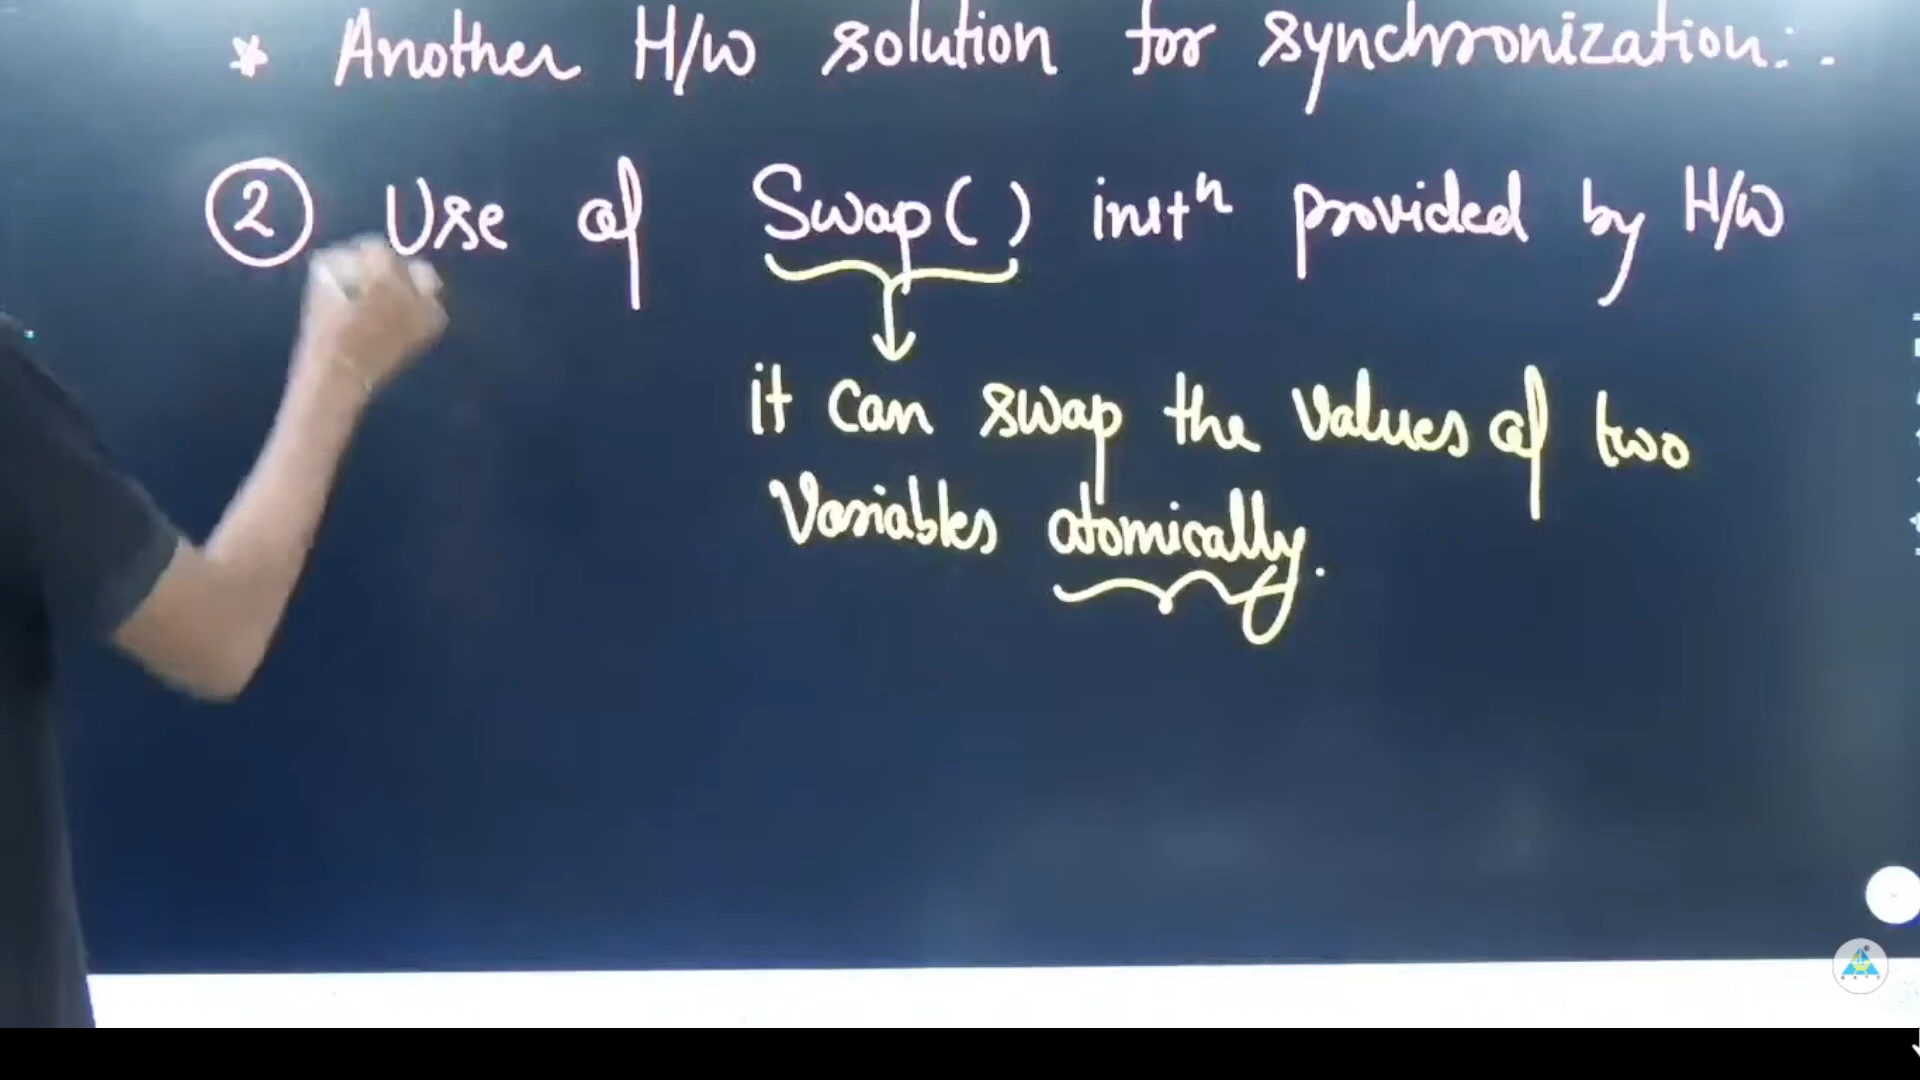 * Another H/w solution for synchronization:-
② Use of Swap() instⁿ provided by H/w
it can swap the values of two
Variables atomically.